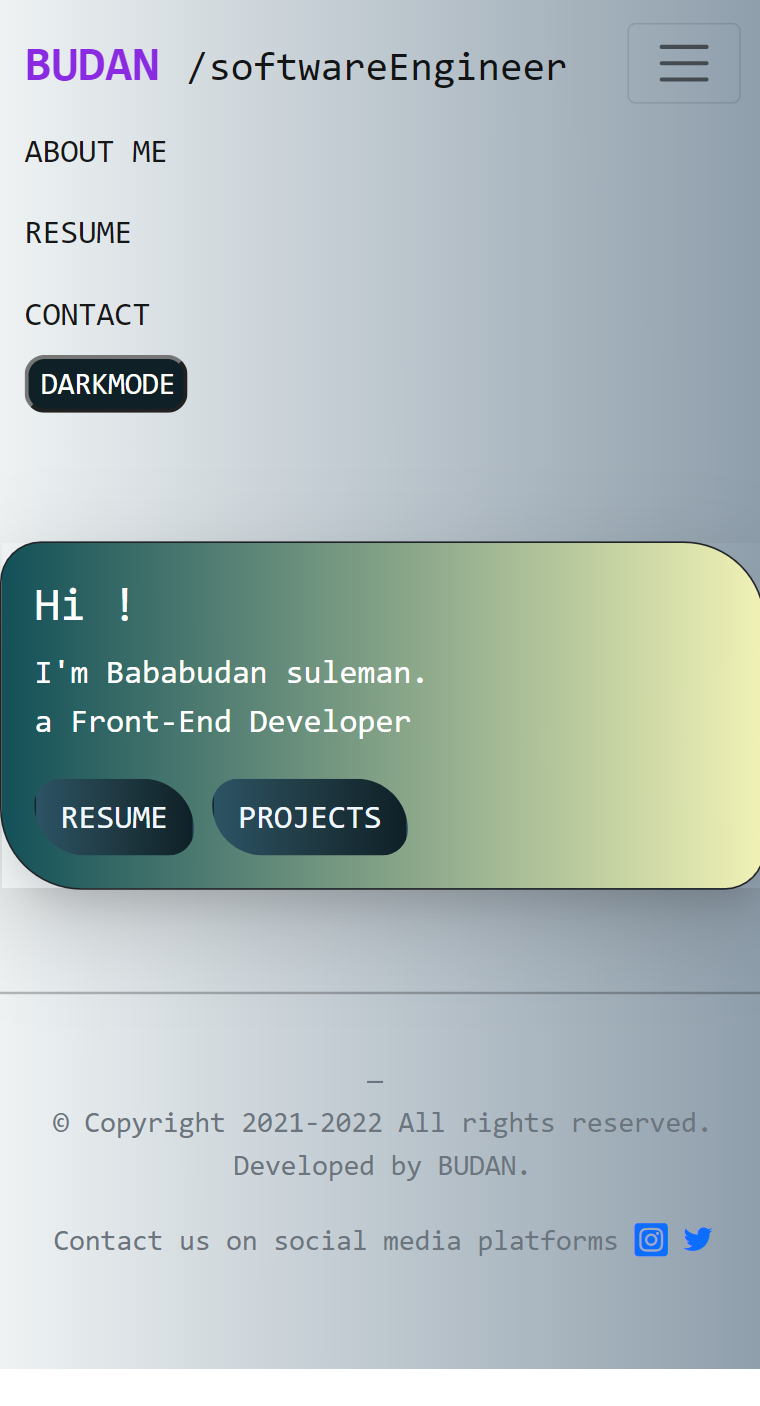 BUDAN /softwareEngineer
ABOUT ME
RESUME
CONTACT
DARKMODE
Hi !
I'm Bababudan suleman.
a Front-End Developer
RESUME PROJECTS
—
© Copyright 2021-2022 All rights reserved.
Developed by BUDAN.
Contact us on social media platforms